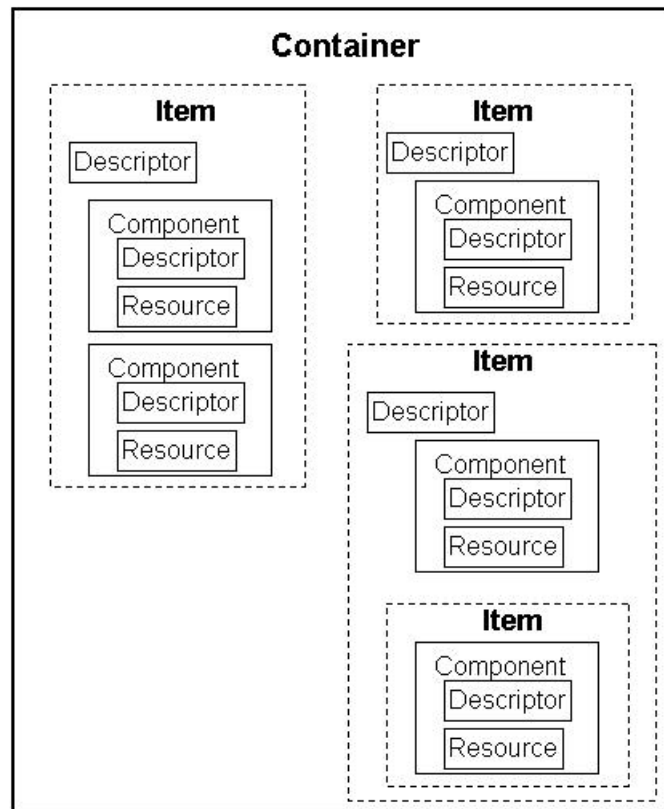 Container
Item
Descriptor
Component
Descriptor
Resource
Component
Descriptor
Resource
Item
Descriptor
Component
Descriptor
Resource
Item
Descriptor
Component
Descriptor
Resource
Item
Component
Descriptor
Resource